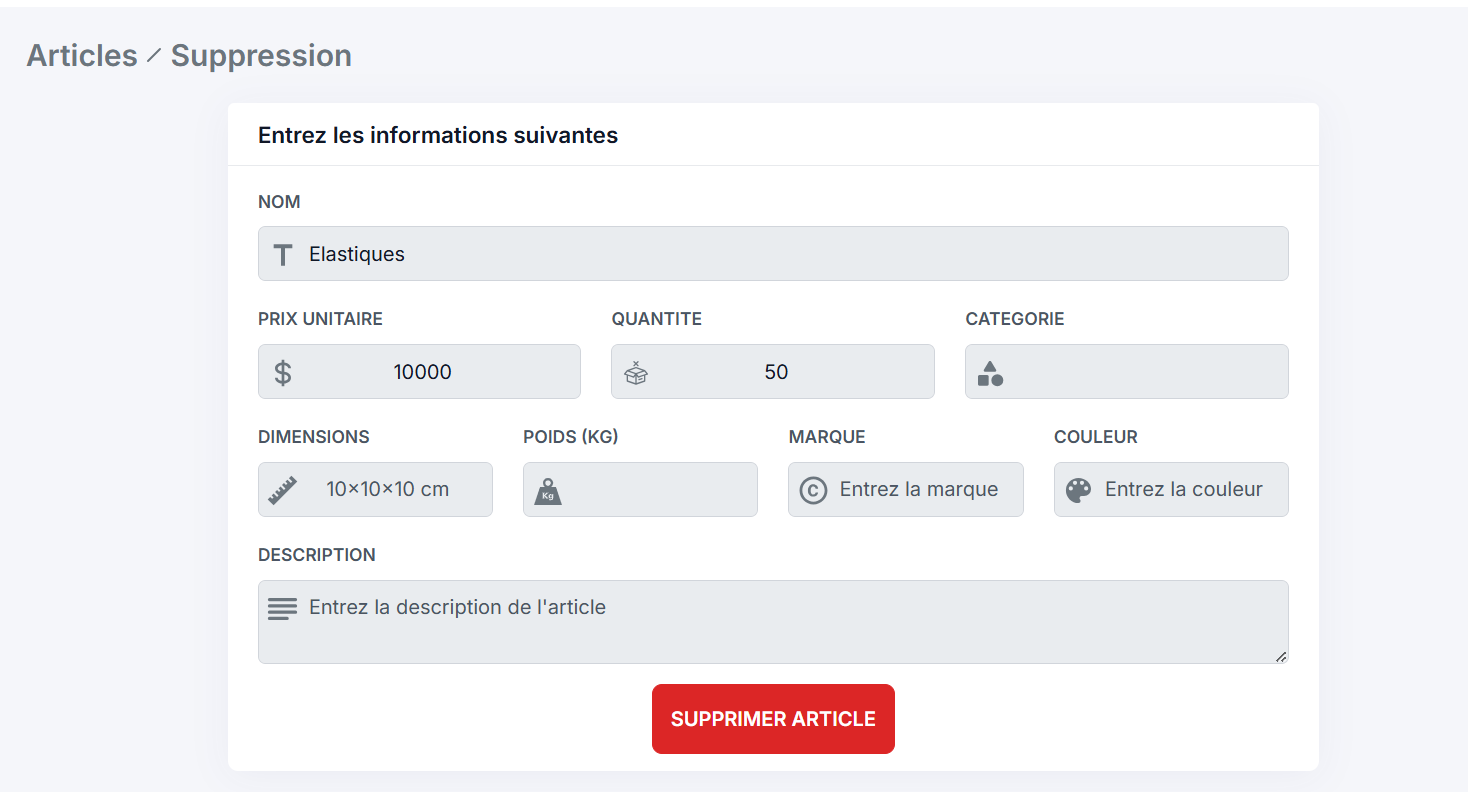 Articles / Suppression
Entrez les informations suivantes
NOM
Elastiques
PRIX UNITAIRE QUANTITE CATEGORIE
$ 10000 50
DIMENSIONS POIDS (KG) MARQUE COULEUR
10×10×10 cm Kg © Entrez la marque Entrez la couleur
DESCRIPTION
Entrez la description de l'article
SUPPRIMER ARTICLE